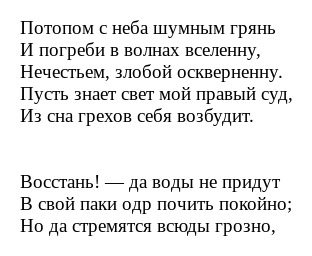 Потопом с неба шумным грянь
И погреби в волнах вселенну,
Нечестьем, злобой оскверненну.
Пусть знает свет мой правый суд,
Из сна грехов себя возбудит.
Восстань! — да воды не придут
В свой паки одр почить покойно;
Но да стремятся всюды грозно,